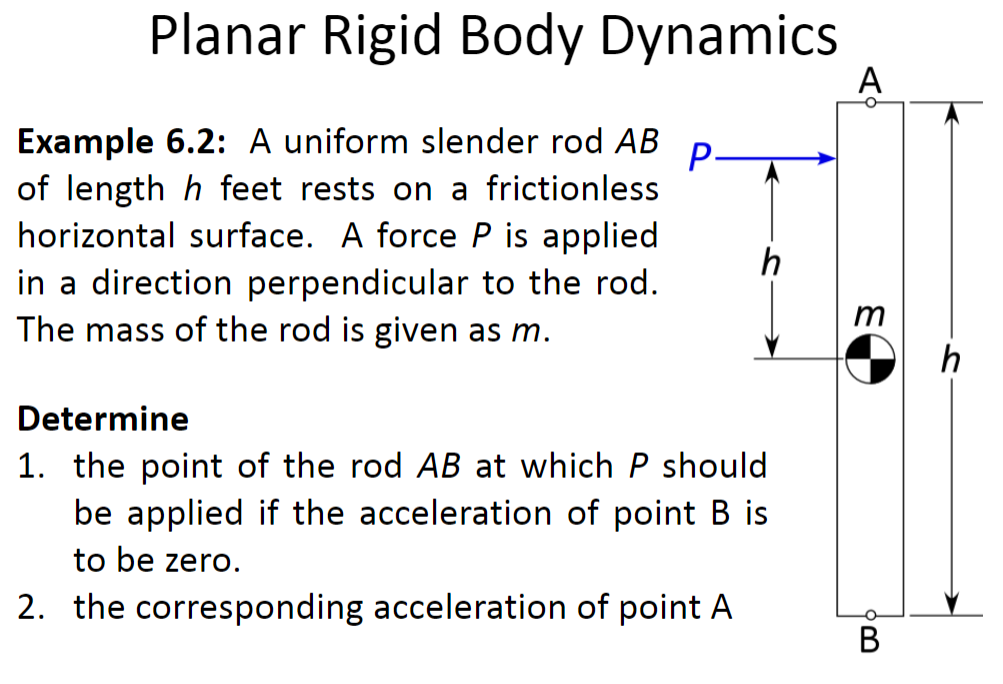 Planar Rigid Body Dynamics
A
Example 6.2: A uniform slender rod AB
of length h feet rests on a frictionless
horizontal surface. A force P is applied
in a direction perpendicular to the rod.
The mass of the rod is given as m.
P
h
m
h
Determine
1. the point of the rod AB at which P should
be applied if the acceleration of point B is
to be zero.
2. the corresponding acceleration of point A
B